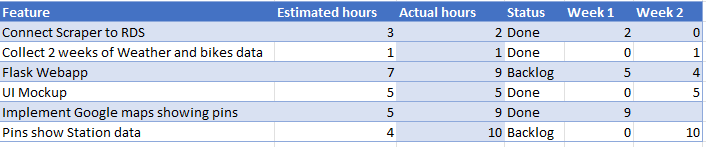 Feature Estimated hours Actual hours Status Week 1 Week 2
Connect Scraper to RDS 3 2 Done 2 0
Collect 2 weeks of Weather and bikes data 1 1 Done 0 1
Flask Webapp 7 9 Backlog 5 4
UI Mockup 5 5 Done 0 5
Implement Google maps showing pins 5 9 Done 9
Pins show Station data 4 10 Backlog 0 10